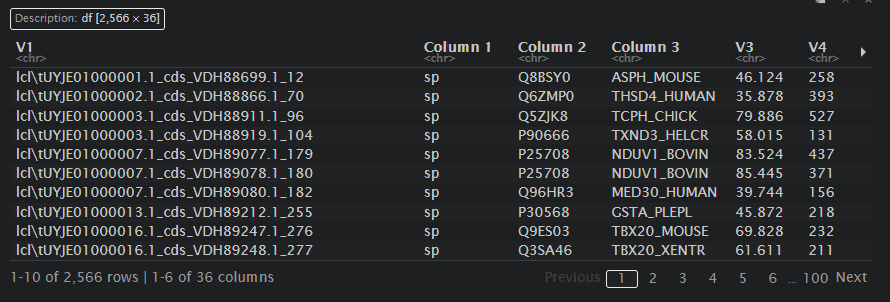 Description: df [2,566 × 36]
V1 Column 1 Column 2 Column 3 V3 V4
<chr> <chr> <chr> <chr> <chr> <chr>
lcl\tUYJE01000001.1_cds_VDH88699.1_12 sp Q8BSY0 ASPH_MOUSE 46.124 258
lcl\tUYJE01000002.1_cds_VDH88866.1_70 sp Q6ZMP0 THSD4_HUMAN 35.878 393
lcl\tUYJE01000003.1_cds_VDH88911.1_96 sp Q5ZJK8 TCPH_CHICK 79.886 527
lcl\tUYJE01000003.1_cds_VDH88919.1_104 sp P90666 TXND3_HELCR 58.015 131
lcl\tUYJE01000007.1_cds_VDH89077.1_179 sp P25708 NDUV1_BOVIN 83.524 437
lcl\tUYJE01000007.1_cds_VDH89078.1_180 sp P25708 NDUV1_BOVIN 85.445 371
lcl\tUYJE01000007.1_cds_VDH89080.1_182 sp Q96HR3 MED30_HUMAN 39.744 156
lcl\tUYJE01000013.1_cds_VDH89212.1_255 sp P30568 GSTA_PLEPL 45.872 218
lcl\tUYJE01000016.1_cds_VDH89247.1_276 sp Q9ES03 TBX20_MOUSE 69.828 232
lcl\tUYJE01000016.1_cds_VDH89248.1_277 sp Q3SA46 TBX20_XENTR 61.611 211
1-10 of 2,566 rows | 1-6 of 36 columns Previous 1 2 3 4 5 6 ... 100 Next